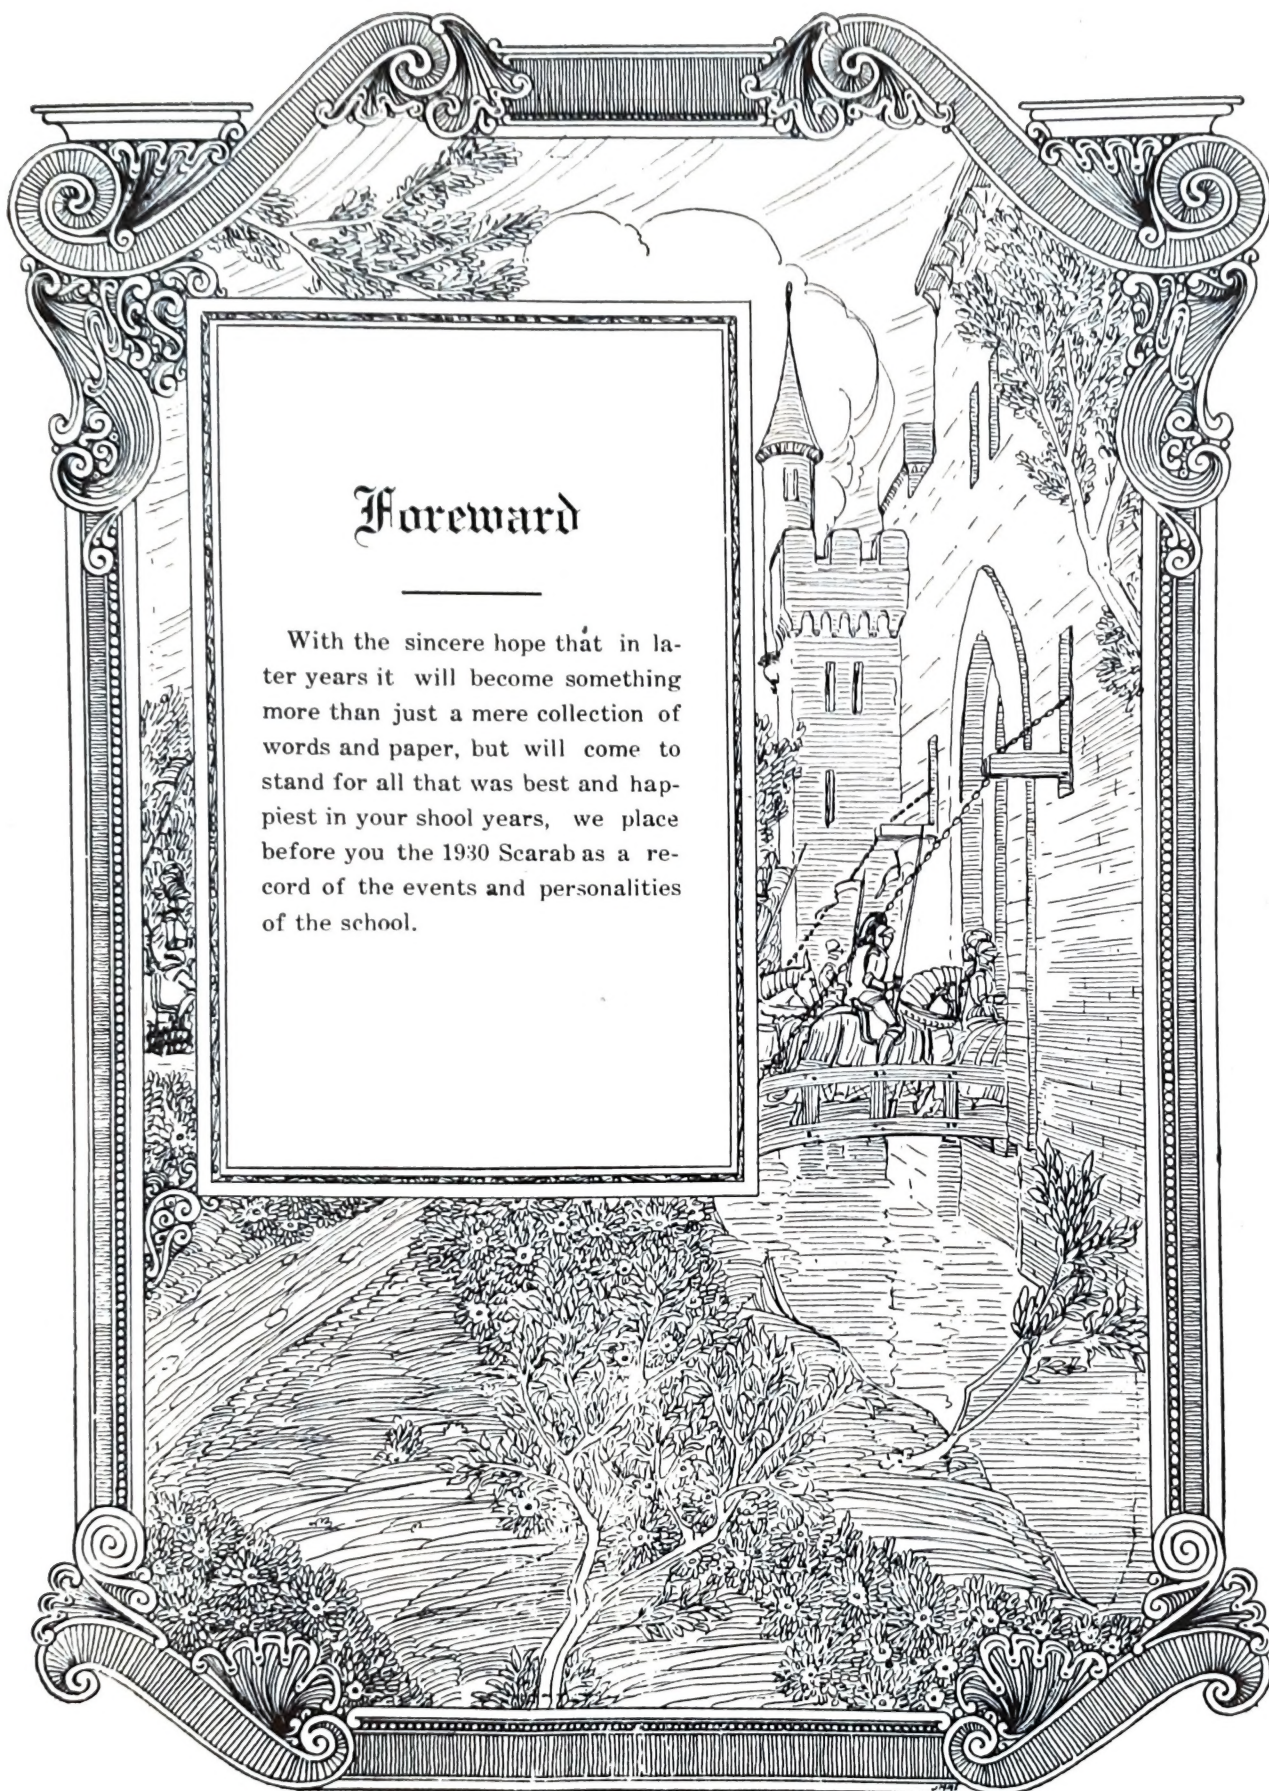 Foreward
With the sincere hope that in la-
ter years it will become something
more than just a mere collection of
words and paper, but will come to
stand for all that was best and hap-
piest in your shool years, we place
before you the 1930 Scarab as a re-
cord of the events and personalities
of the school.